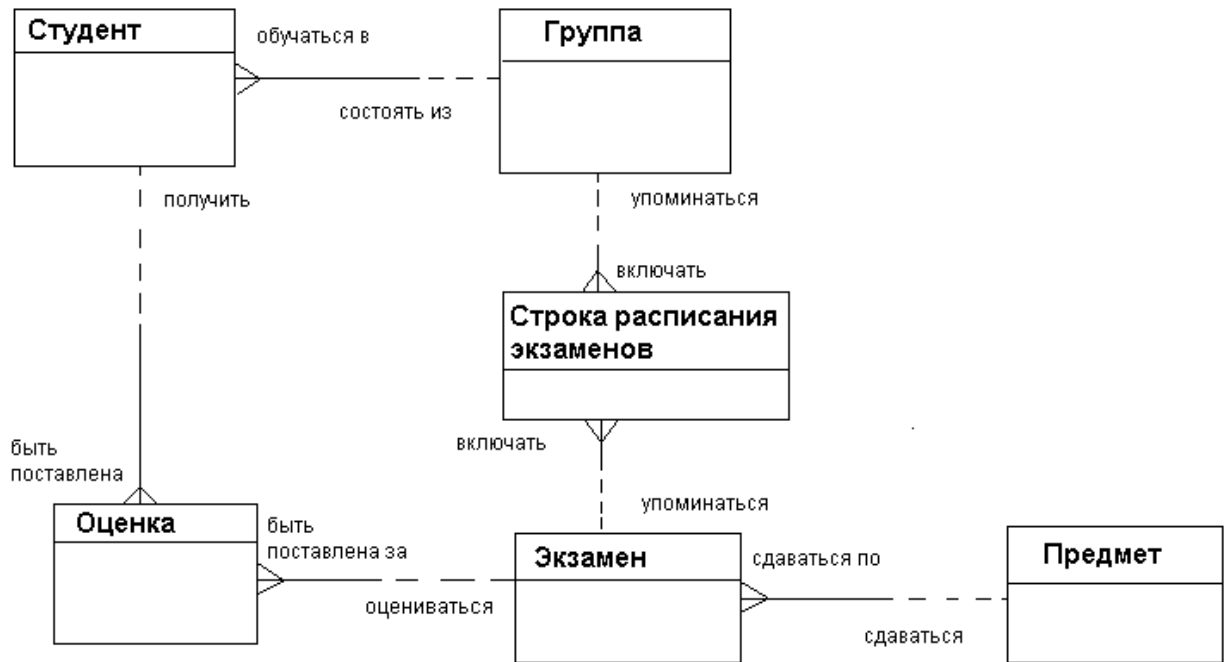 Студент
обучаться в
Группа
состоять из
получить
упоминаться
включать
Строка расписания
экзаменов
включать
быть
поставлена
упоминаться
Оценка
быть
поставлена за
Экзамен
сдаваться по
Предмет
оцениваться
сдаваться